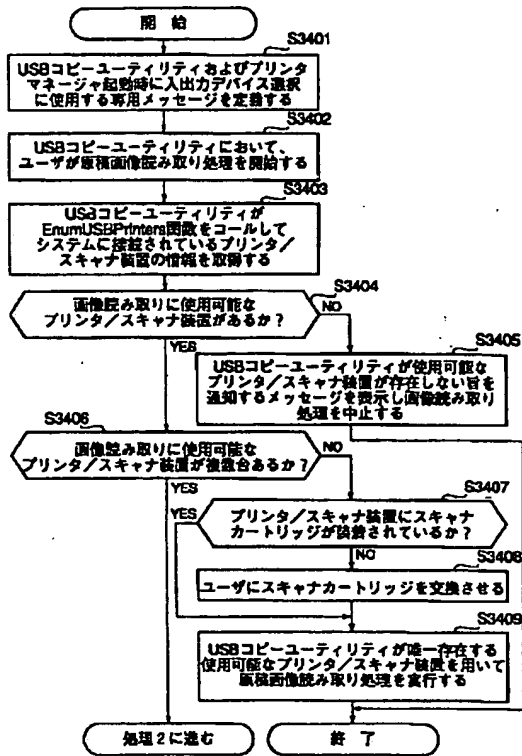 開始
S3401
USBコピーユーティリティおよびプリンタ
マネージャ起動時に入出力デバイス選択
に使用する専用メッセージを定義する
S3402
USBコピーユーティリティにおいて、
ユーザが原稿画像読み取り処理を開始する
S3403
USBコピーユーティリティが
EnumUSBPrinters関数をコールして
システムに接続されているプリンタ/
スキャナ装置の情報を取得する
S3404
画像読み取りに使用可能な
プリンタ/スキャナ装置があるか?
NO
YES
S3405
USBコピーユーティリティが使用可能な
プリンタ/スキャナ装置が存在しない旨を
通知するメッセージを表示し画像読み取り
処理を中止する
S3406
画像読み取りに使用可能な
プリンタ/スキャナ装置が複数台あるか?
NO
YES
S3407
YES
プリンタ/スキャナ装置にスキャナ
カートリッジが装着されているか?
NO
S3408
ユーザにスキャナカートリッジを交換させる
S3409
USBコピーユーティリティが唯一存在する
使用可能なプリンタ/スキャナ装置を用いて
原稿画像読み取り処理を実行する
処理2に進む
終了